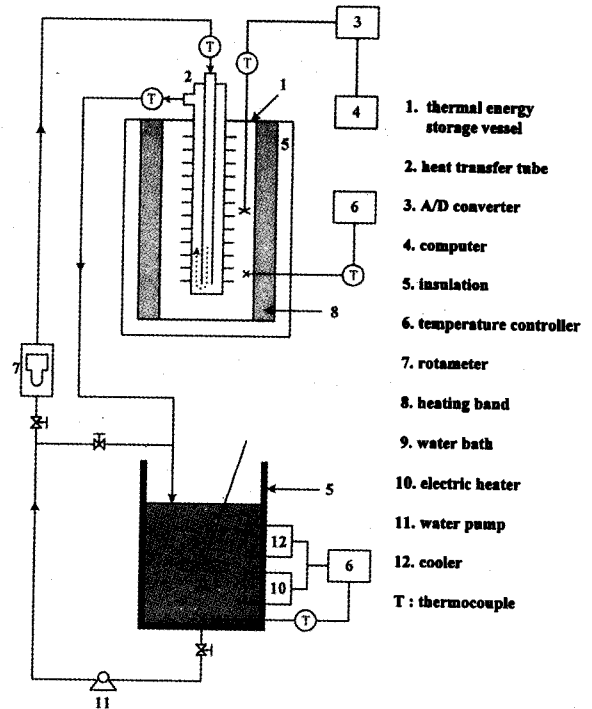 3
T
2
T
T
1
4
5
6
T
8
7
5
12
6
10
T
11
1. thermal energy
storage vessel
2. heat transfer tube
3. A/D converter
4. computer
5. insulation
6. temperature controller
7. rotameter
8. heating band
9. water bath
10. electric heater
11. water pump
12. cooler
T : thermocouple